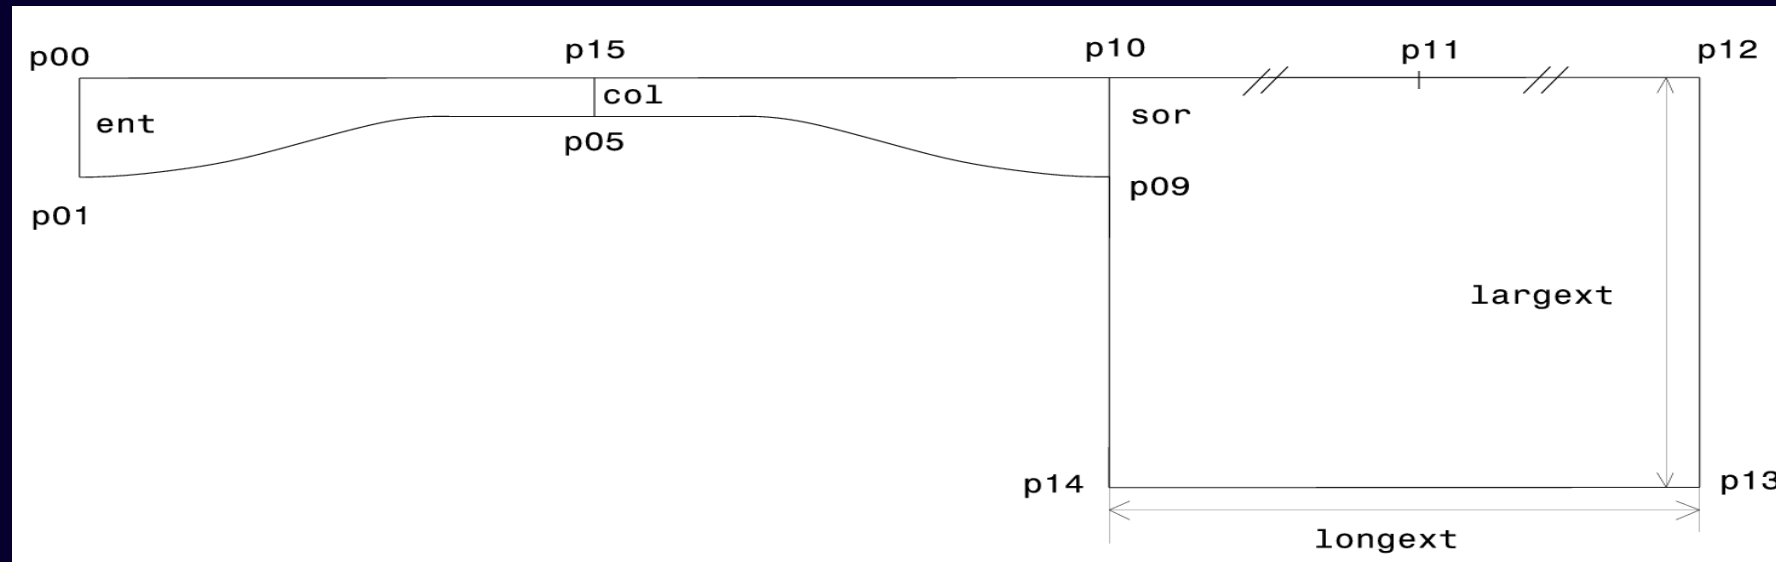 p00
p15
p10
p11
p12
ent
col
sor
p05
p09
p01
largext
p14
p13
longext